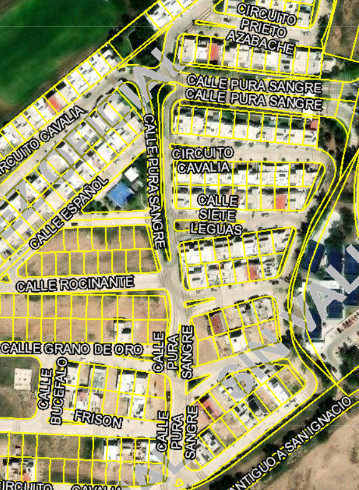 CIRCUITO
PRIETO
AZABACHE
CALLE PURA SANGRE
CALLE PURA SANGRE
CIRCUITO CAVALIA
CALLE PURA SANGRE
CIRCUITO
CAVALIA
CALLE ESPAÑOL
CALLE
SIETE
LEGUAS
CALLE ROCINANTE
CALLE GRANO DE ORO
CALLE
PURA
SANGRE
CALLE
BUCEFALO
FRISON
CALLE
PURA
SANGRE
ANTIGUO A SAN IGNACIO
CIRCUITO CAVALIA